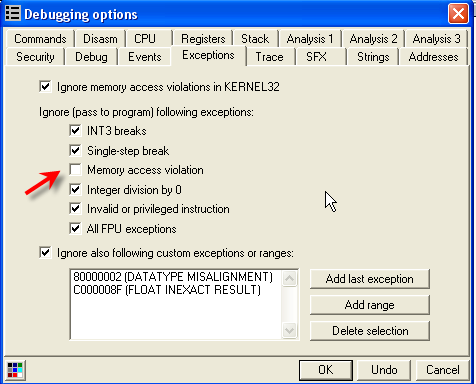 Debugging options
Commands Disasm CPU Registers Stack Analysis 1 Analysis 2 Analysis 3
Security Debug Events Exceptions Trace SFX Strings Addresses
Ignore memory access violations in KERNEL32
Ignore (pass to program) following exceptions:
INT3 breaks
Single-step break
Memory access violation
Integer division by 0
Invalid or privileged instruction
All FPU exceptions
Ignore also following custom exceptions or ranges:
80000002 (DATATYPE MISALIGNMENT)
C000008F (FLOAT INEXACT RESULT)
Add last exception
Add range
Delete selection
OK Undo Cancel